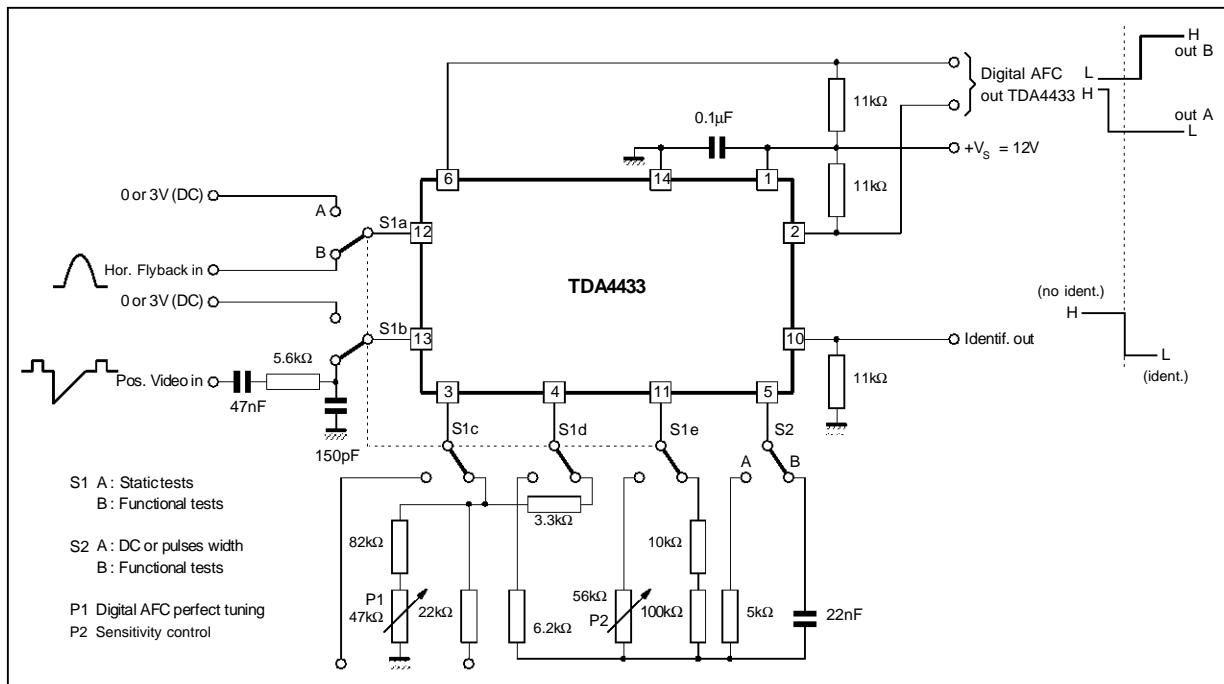 H
out B
L
H
out A
L
Digital AFC
out TDA4433
11kΩ
0.1µF
+VS = 12V
11kΩ
6
14
1
0 or 3V (DC)
A
S1a
12
2
B
Hor. Flyback in
TDA4433
0 or 3V (DC)
(no ident.)
H
S1b
13
10
Identif. out
L
(ident.)
5.6kΩ
Pos. Video in
47nF
150pF
11kΩ
3
4
11
5
S1c
S1d
S1e
S2
A
B
S1 A : Static tests
B : Functional tests
3.3kΩ
S2 A : DC or pulses width
B : Functional tests
82kΩ
10kΩ
P1 Digital AFC perfect tuning
P2 Sensitivity control
P1
47kΩ
22kΩ
6.2kΩ
56kΩ
P2
100kΩ
5kΩ
22nF